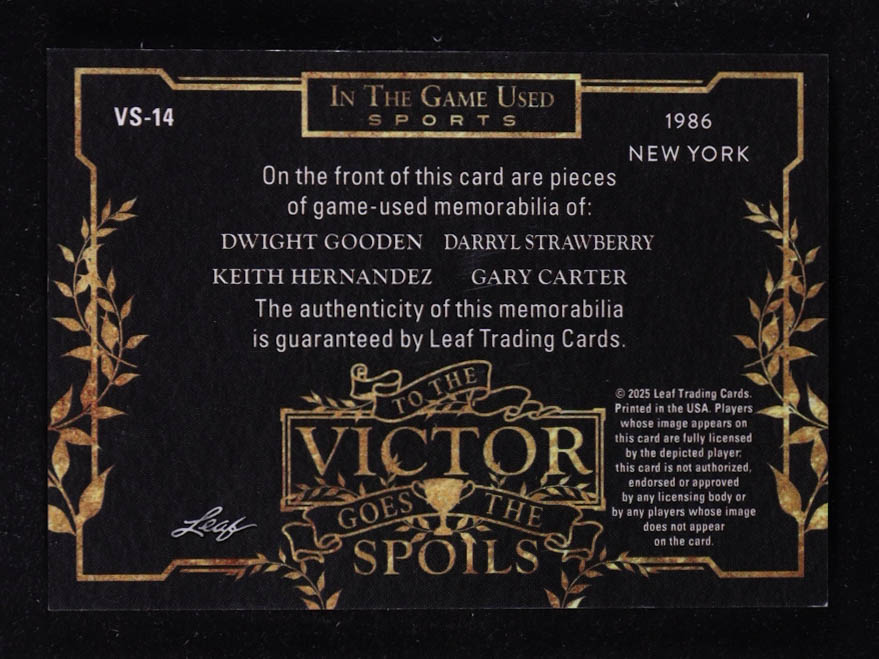 VS-14
IN THE GAME USED
SPORTS
1986
NEW YORK
On the front of this card are pieces
of game-used memorabilia of:
DWIGHT GOODEN DARRYL STRAWBERRY
KEITH HERNANDEZ GARY CARTER
The authenticity of this memorabilia
is guaranteed by Leaf Trading Cards.
TO THE
VICTOR
GOES THE
SPOILS
Leaf
© 2025 Leaf Trading Cards.
Printed in the USA. Players
whose image appears on
this card are fully licensed
by the depicted player;
this card is not authorized,
endorsed or approved
by any licensing body or
by any players whose image
does not appear
on the card.